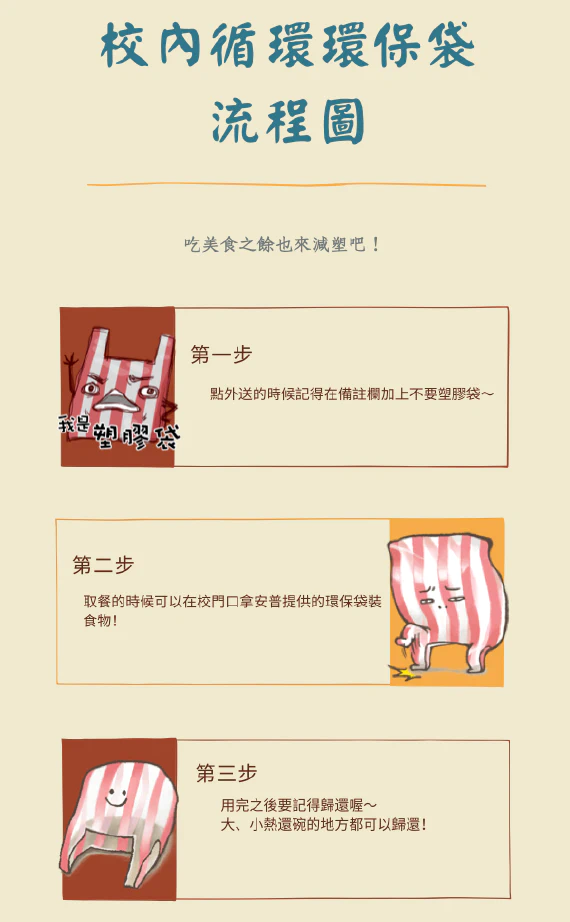 校內循環環保袋
流程圖
吃美食之餘也來減塑吧！
第一步
點外送的時候記得在備註欄加上不要塑膠袋～
我是塑膠袋
第二步
取餐的時候可以在校門口拿安普提供的環保袋裝
食物！
第三步
用完之後要記得歸還喔～
大、小熱還碗的地方都可以歸還！